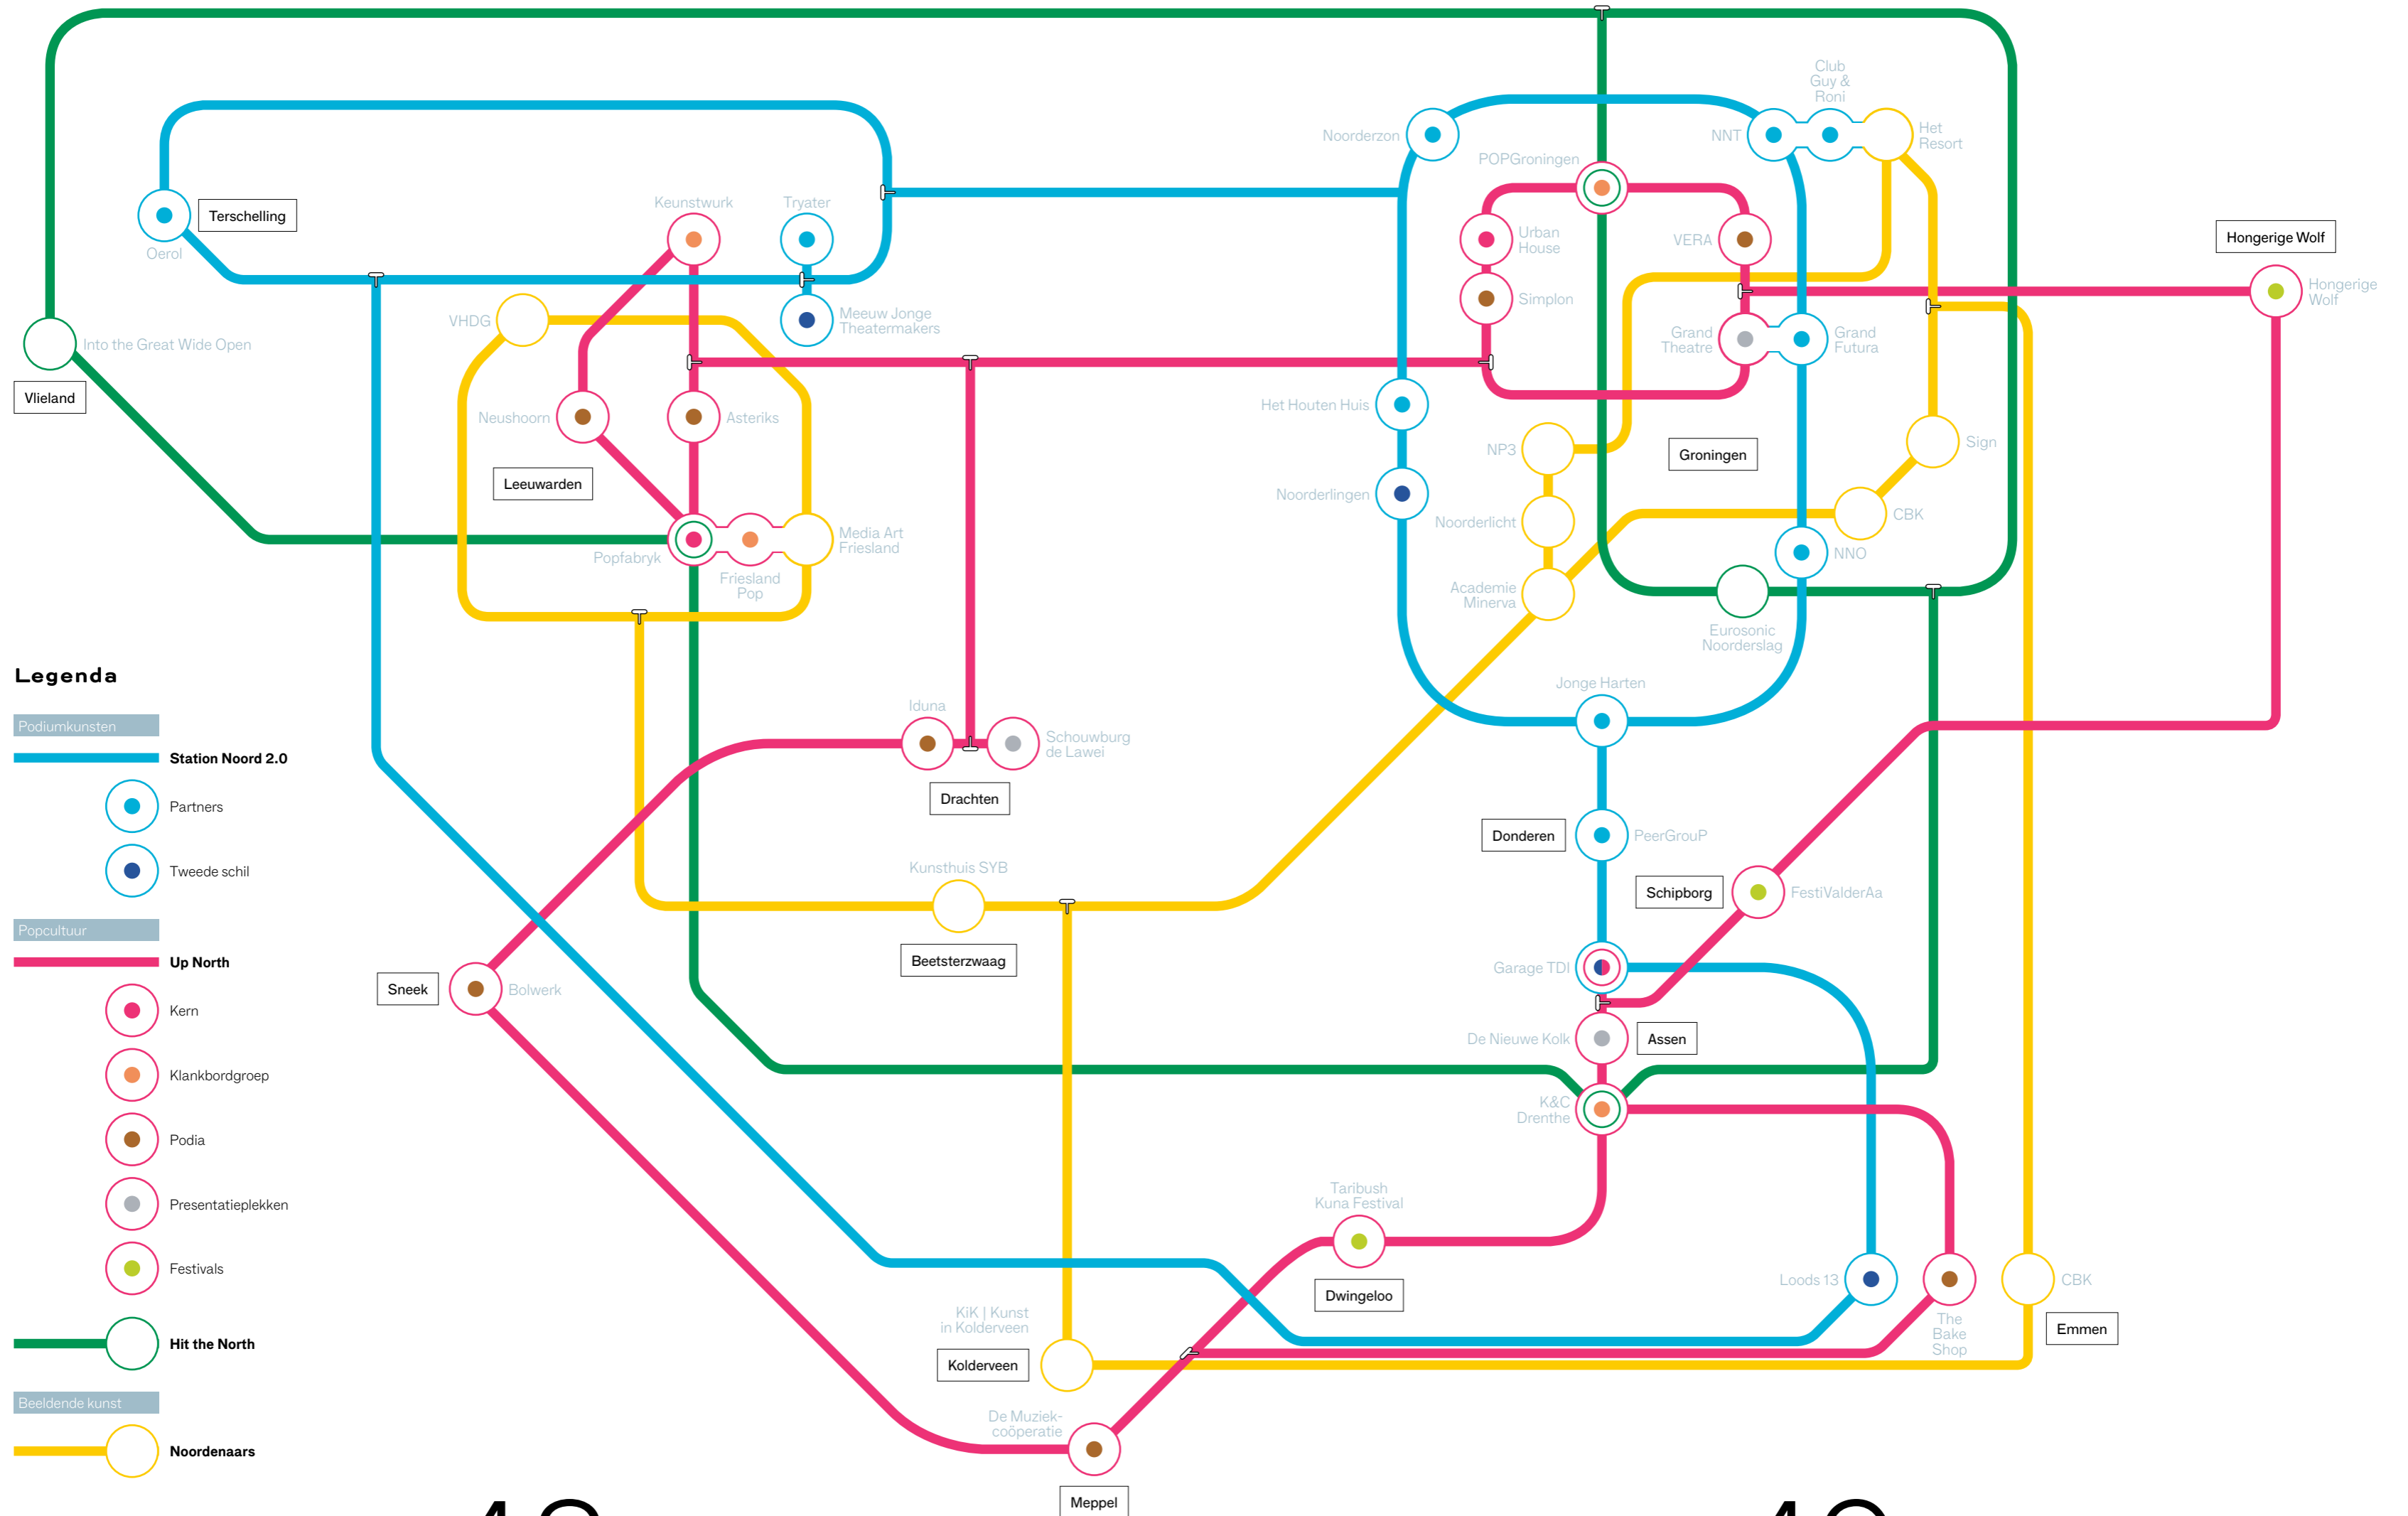 Club
Guy &
Roni
Noorderzon
NNT
Het
Resort
POPGroningen
Terschelling
Keunstwurk
Tryater
Oerol
Urban
House
VERA
Hongerige Wolf
Simplon
Hongerige
Wolf
VHDG
Meeuw Jonge
Theatermakers
Into the Great Wide Open
Grand
Theatre
Grand
Futura
Vlieland
Het Houten Huis
Neushoorn
Asteriks
NP3
Groningen
Sign
Leeuwarden
Noorderlingen
Noorderlicht
CBK
Media Art
Friesland
Popfabryk
NNO
Friesland
Pop
Academie
Minerva
Eurosonic
Noorderslag
Legenda
Jonge Harten
Iduna
Podiumkunsten
Schouwburg
de Lawei
Station Noord 2.0
Drachten
Partners
Donderen
PeerGrouP
Tweede schil
Kunsthuis SYB
Schipborg
FestiValderAa
Popcultuur
Up North
Beetsterzwaag
Garage TDI
Sneek
Bolwerk
Kern
De Nieuwe Kolk
Assen
Klankbordgroep
K&C
Drenthe
Podia
Taribush
Kuna Festival
Presentatieplekken
Festivals
Loods 13
CBK
Dwingeloo
KiK | Kunst
in Kolderveen
The
Bake
Shop
Emmen
Hit the North
Kolderveen
Beeldende kunst
De Muziek-
coöperatie
Noordenaars
Meppel